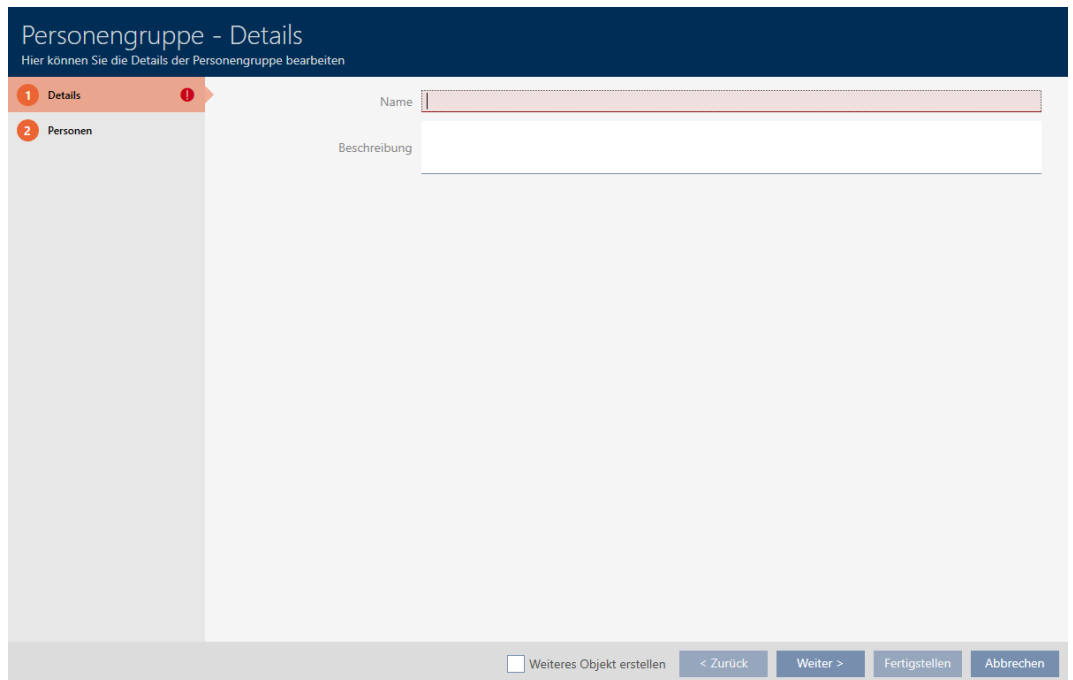 Personengruppe - Details
Hier können Sie die Details der Personengruppe bearbeiten
1 Details !
2 Personen
Name
Beschreibung
Weiteres Objekt erstellen
< Zurück
Weiter >
Fertigstellen
Abbrechen